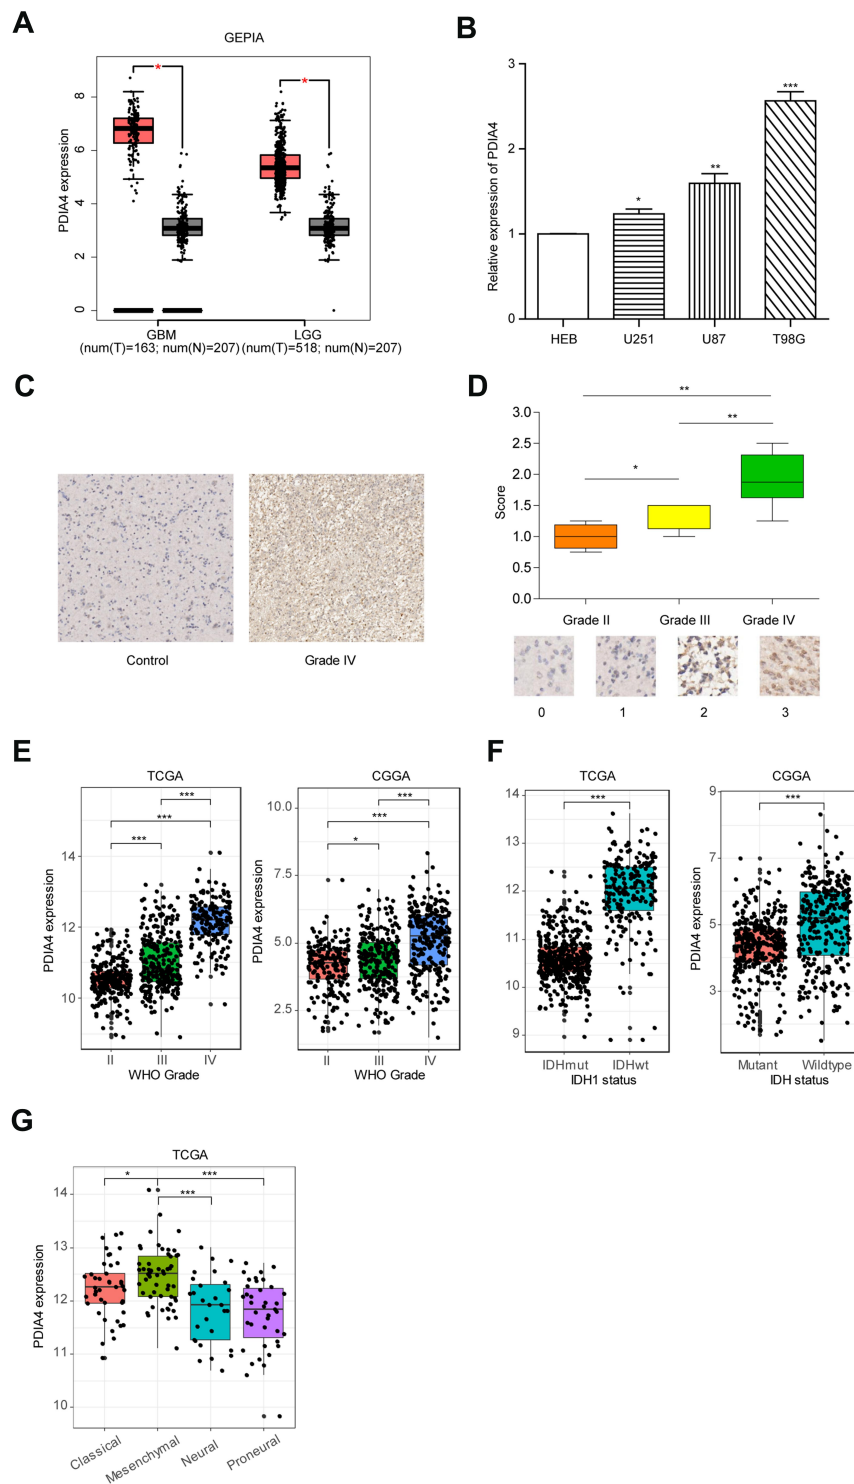 A
GEPIA
PDIA4 expression
8
6
4
2
0
*
*
GBM
(num(T)=163; num(N)=207)
LGG
(num(T)=518; num(N)=207)
B
Relative expression of PDIA4
3
2
1
0
*
**
***
HEB
U251
U87
T98G
C
Control
Grade IV
D
Score
3.0
2.5
2.0
1.5
1.0
0.5
0.0
**
**
*
Grade II
Grade III
Grade IV
0
1
2
3
E
TCGA
PDIA4 expression
14
12
10
***
***
***
II
III
IV
WHO Grade
CGGA
PDIA4 expression
10.0
7.5
5.0
2.5
***
***
*
II
III
IV
WHO Grade
F
TCGA
PDIA4 expression
14
13
12
11
10
9
***
IDHmut
IDHwt
IDH1 status
CGGA
PDIA4 expression
9
7
5
3
***
Mutant
Wildtype
IDH status
G
TCGA
PDIA4 expression
14
13
12
11
10
*
***
***
Classical
Mesenchymal
Neural
Proneural